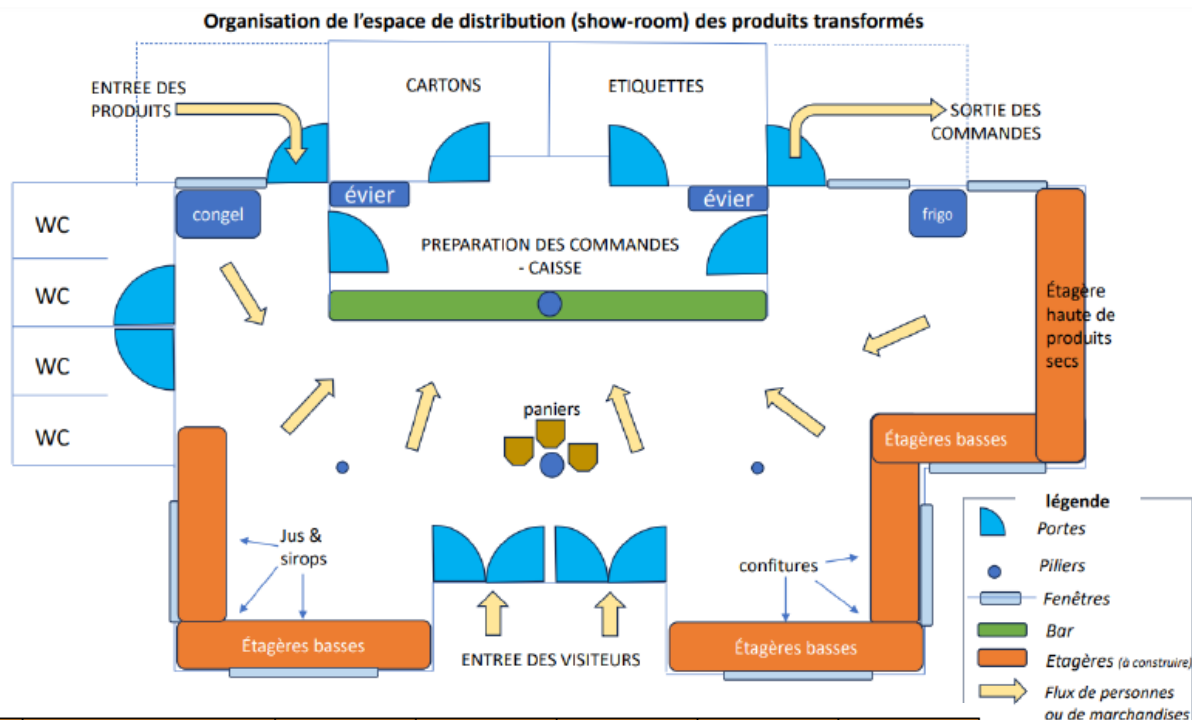 Organisation de l'espace de distribution (show-room) des produits transformés
ENTREE DES
PRODUITS
CARTONS
ETIQUETTES
SORTIE DES
COMMANDES
WC
WC
WC
WC
congel
évier
évier
frigo
PREPARATION DES COMMANDES
- CAISSE
Étagère
haute de
produits
secs
paniers
Étagères basses
Jus &
sirops
confitures
Étagères basses
Étagères basses
ENTREE DES VISITEURS
légende
Portes
Piliers
Fenêtres
Bar
Etagères (à construire)
Flux de personnes
ou de marchandises